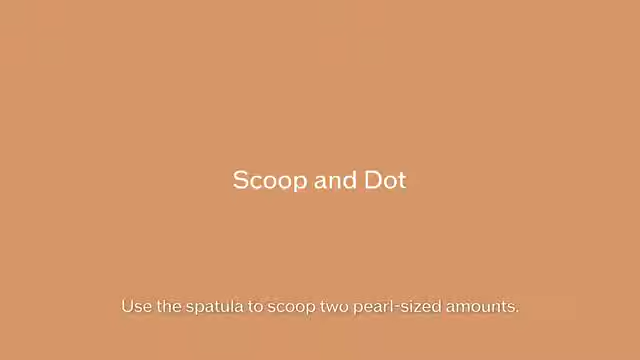 Scoop and Dot
Use the spatula to scoop two pearl-sized amounts.